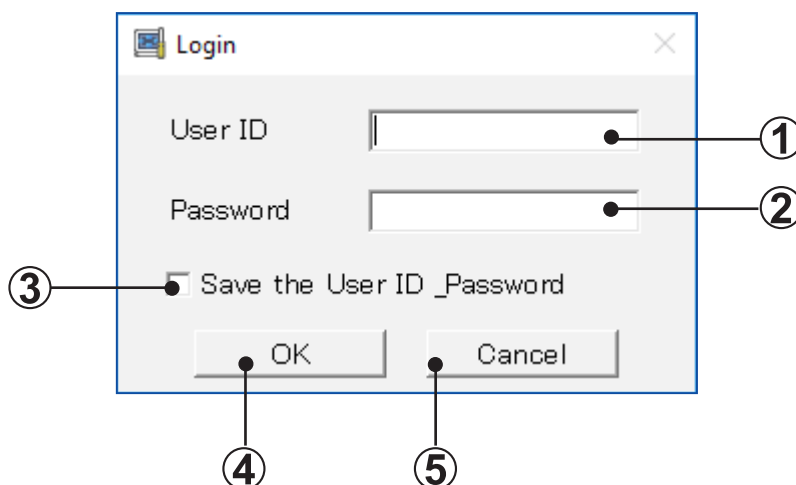 Login
User ID ①
Password ②
③ Save the User ID _Password
OK Cancel
④ ⑤